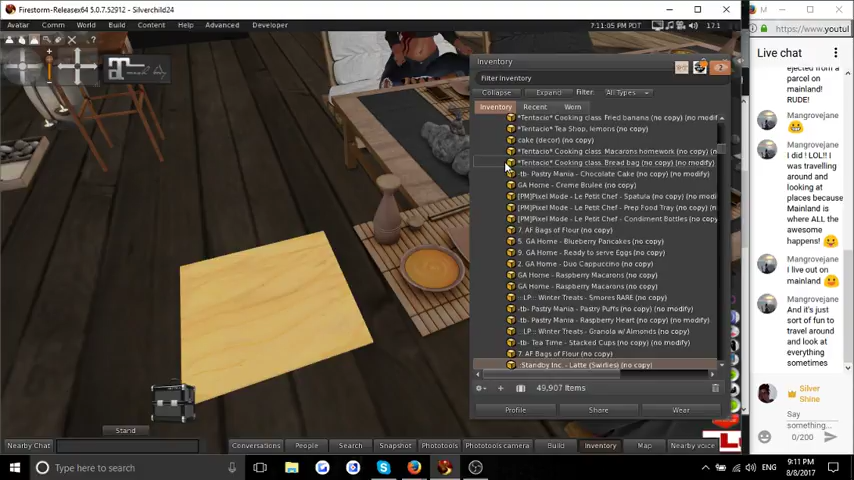 Firestorm-Releasex64 5.0.7.52912 - Silverchild24
Avatar Comm World Build Content Help Advanced Developer
7:11:05 PM PDT
17.1
Inventory
Filter Inventory
Collapse Expand Filter: All Types
Inventory Recent Worn
*Tentacio* Cooking class Fried banana (no copy) (no modif
*Tentacio* Tea Shop, lemons (no copy)
cake (decor) (no copy)
*Tentacio* Cooking class Macarons homework (no copy) (n
*Tentacio* Cooking class Bread bag (no copy) (no modify)
-tb- Pastry Mania - Chocolate Cake (no copy) (no modify)
GA Home - Creme Brulee (no copy)
[PM]Pixel Mode - Le Petit Chef - Spatula (no copy) (no mod
[PM]Pixel Mode - Le Petit Chef - Prep Food Tray (no copy)
[PM]Pixel Mode - Le Petit Chef - Condiment Bottles (no copy
7. AF Bags of Flour (no copy)
5. GA Home - Blueberry Pancakes (no copy)
9. GA Home - Ready to serve Eggs (no copy)
2. GA Home - Duo Cappuccino (no copy)
GA Home - Raspberry Macarons (no copy)
GA Home - Raspberry Macarons (no copy)
::LP:: Winter Treats - Smores RARE (no copy)
-tb- Pastry Mania - Pastry Puffs (no copy) (no modify)
-tb- Pastry Mania - Raspberry Heart (no copy) (no modify)
::LP:: Winter Treats - Granola w/Almonds (no copy)
-tb- Tea Time - Stacked Cups (no copy) (no modify)
7. AF Bags of Flour (no copy)
::Standby Inc. - Latte (Swirlies) (no copy)
49,907 Items
Profile Share Wear
Stand
Nearby Chat
Conversations People Search Snapshot Phototools Phototools camera Build Inventory Map Nearby voice
https://www.youtul
Live chat
ejected from a
parcel on
mainland
RUDE!
Mangrovejane
Mangrovejane
I did ! LOL!! I
was traveling
there because
Mainland is
where ALL the
awesome
happens!
Mangrovejane
I live out on
mainland
Mangrovejane
And it's just
sort of fun to
travel around
and look at
everything
sometimes
Silver
Shine
Say
something...
0/200
Type here to search
ENG
9:11 PM
8/8/2017